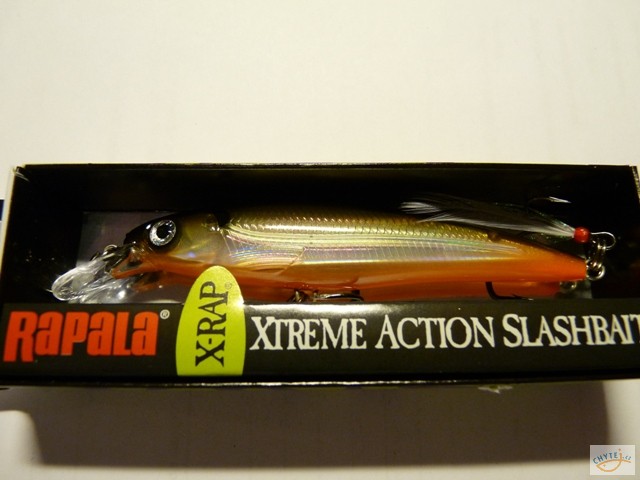 RAPALA®
X-RAP®
XTREME ACTION SLASHBAIT
CHYTEJ.CZ